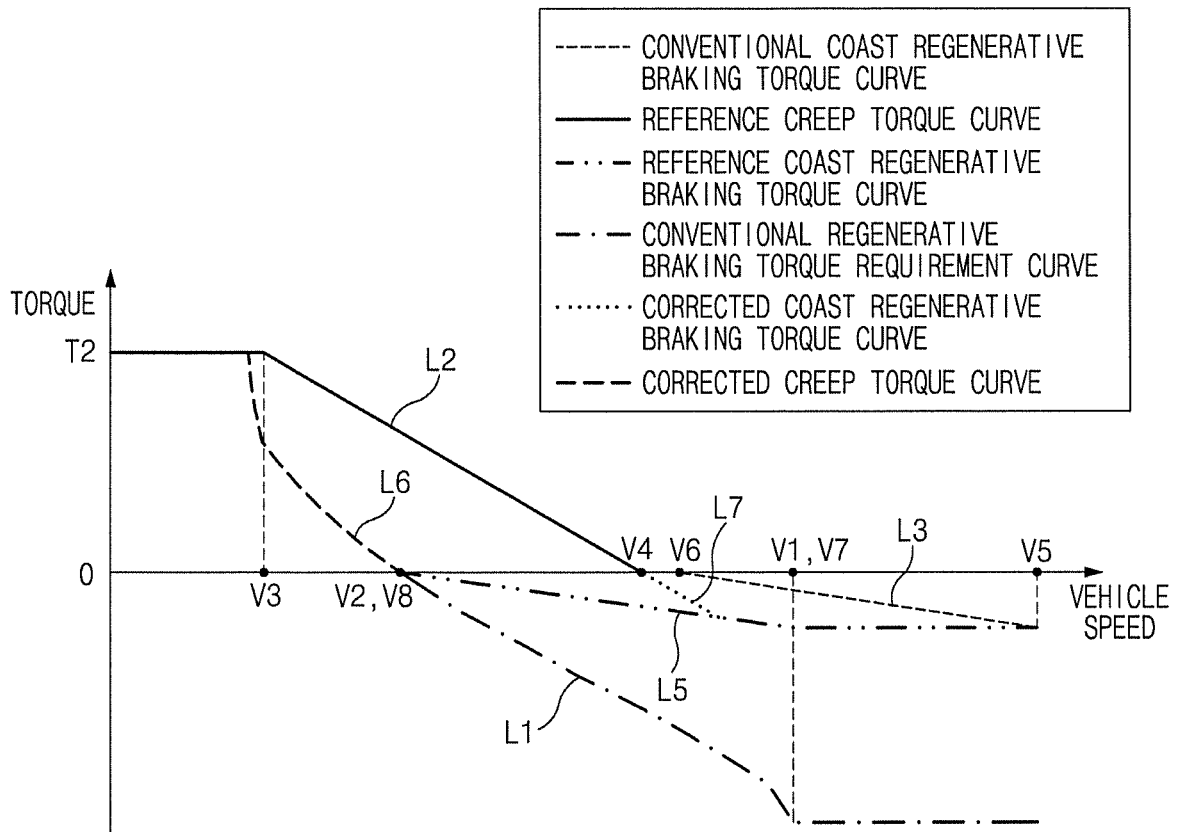 CONVENTIONAL COAST REGENERATIVE
BRAKING TORQUE CURVE
REFERENCE CREEP TORQUE CURVE
REFERENCE COAST REGENERATIVE
BRAKING TORQUE CURVE
CONVENTIONAL REGENERATIVE
BRAKING TORQUE REQUIREMENT CURVE
CORRECTED COAST REGENERATIVE
BRAKING TORQUE CURVE
CORRECTED CREEP TORQUE CURVE
TORQUE
T2
L2
L6
L7
L3
V4
V6
V1,V7
V5
0
V3
V2,V8
VEHICLE
SPEED
L5
L1